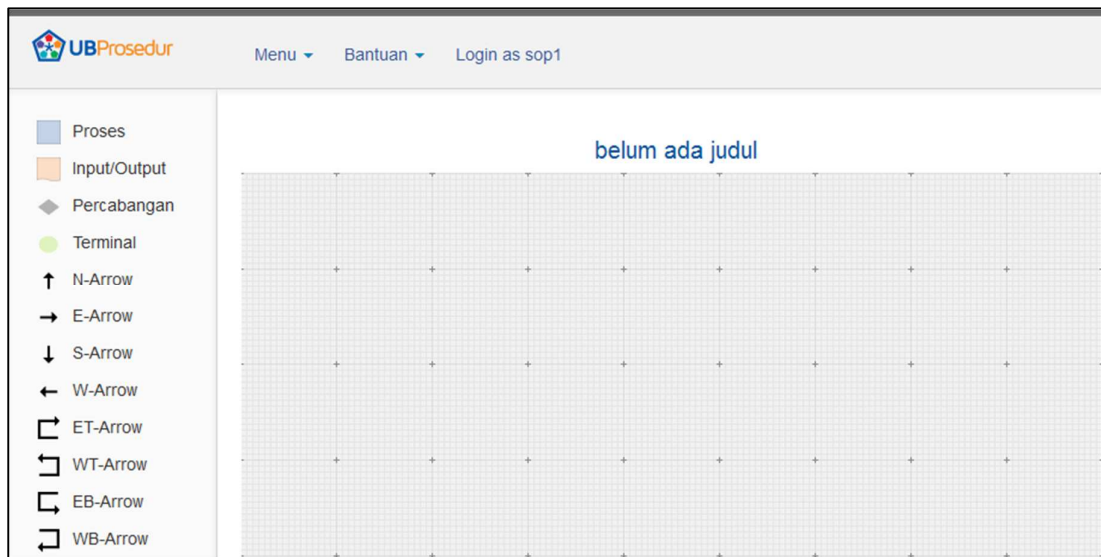 UBProsedur
Menu
Bantuan
Login as sop1
Proses
Input/Output
Percabangan
Terminal
N-Arrow
E-Arrow
S-Arrow
W-Arrow
ET-Arrow
WT-Arrow
EB-Arrow
WB-Arrow
belum ada judul